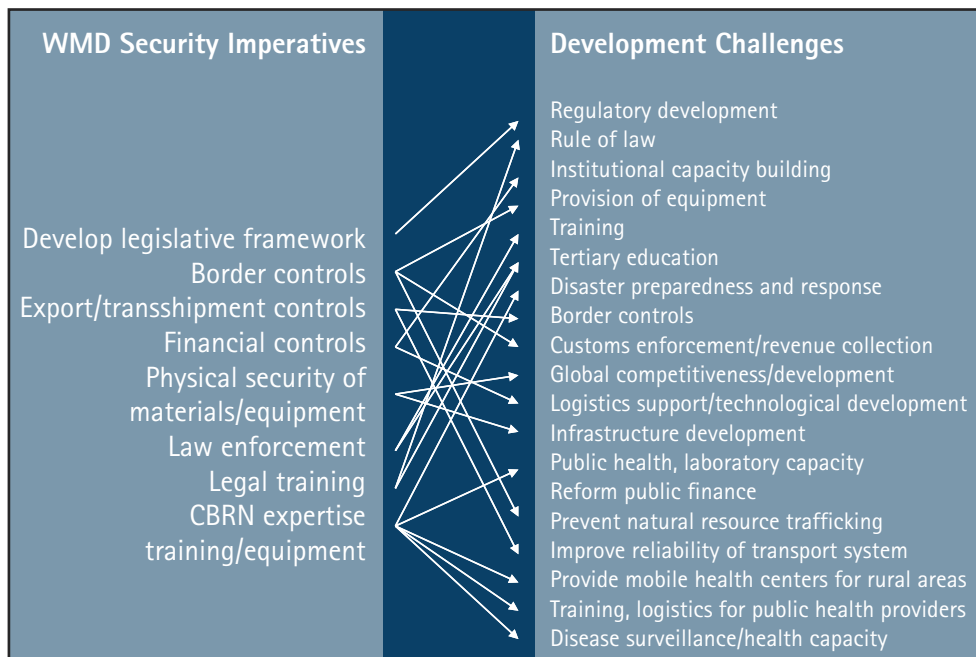 WMD Security Imperatives
Develop legislative framework
Border controls
Export/transshipment controls
Financial controls
Physical security of
materials/equipment
Law enforcement
Legal training
CBRN expertise
training/equipment
Development Challenges
Regulatory development
Rule of law
Institutional capacity building
Provision of equipment
Training
Tertiary education
Disaster preparedness and response
Border controls
Customs enforcement/revenue collection
Global competitiveness/development
Logistics support/technological development
Infrastructure development
Public health, laboratory capacity
Reform public finance
Prevent natural resource trafficking
Improve reliability of transport system
Provide mobile health centers for rural areas
Training, logistics for public health providers
Disease surveillance/health capacity